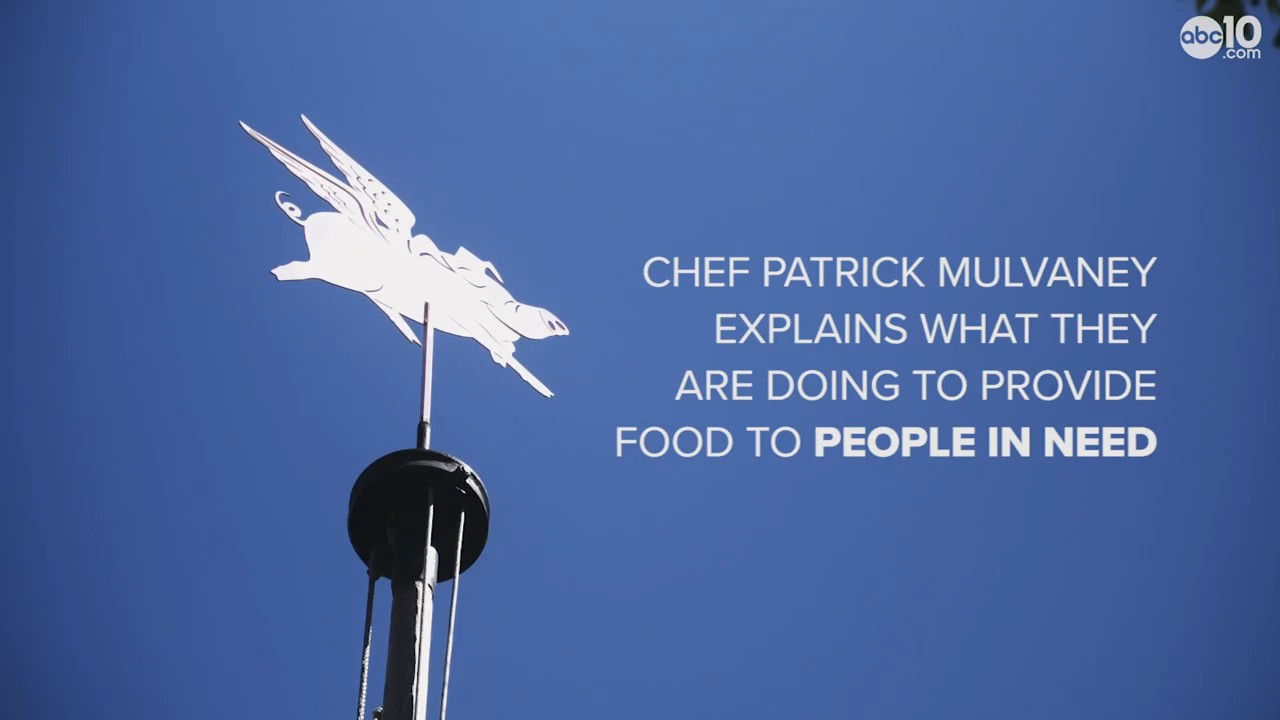 abc10
.com
CHEF PATRICK MULVANEY
EXPLAINS WHAT THEY
ARE DOING TO PROVIDE
FOOD TO PEOPLE IN NEED